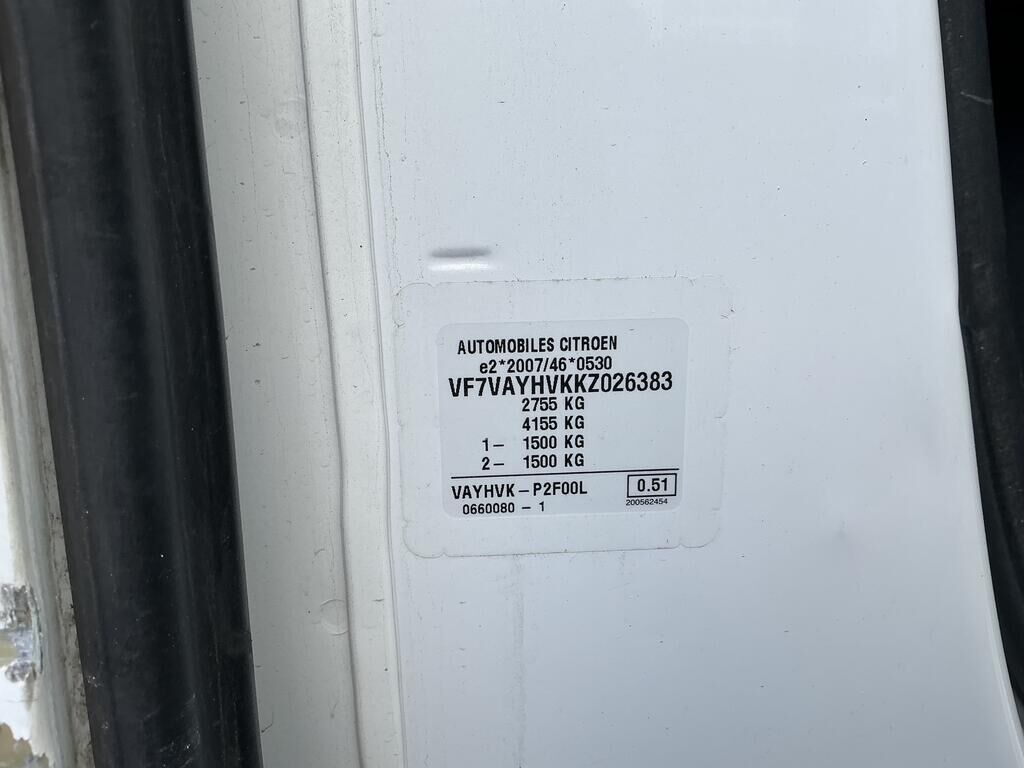 AUTOMOBILES CITROEN
e2*2007/46*0530
VF7VAYHVKKZ026383
2755 KG
4155 KG
1– 1500 KG
2– 1500 KG
VAYHVK – P2F00L 0.51
0660080 – 1 200562454